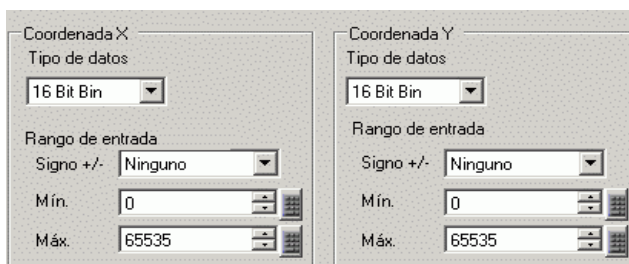 Coordenada X
Tipo de datos
16 Bit Bin
Rango de entrada
Signo +/- Ninguno
Mín. 0
Máx. 65535
Coordenada Y
Tipo de datos
16 Bit Bin
Rango de entrada
Signo +/- Ninguno
Mín. 0
Máx. 65535